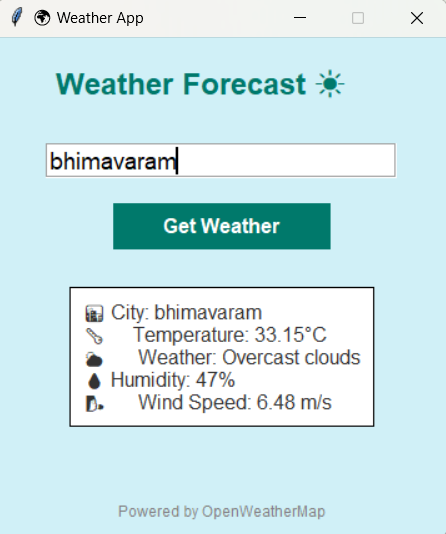 Weather App
Weather Forecast ☀
bhimavaram
Get Weather
City: bhimavaram
Temperature: 33.15°C
Weather: Overcast clouds
Humidity: 47%
Wind Speed: 6.48 m/s
Powered by OpenWeatherMap